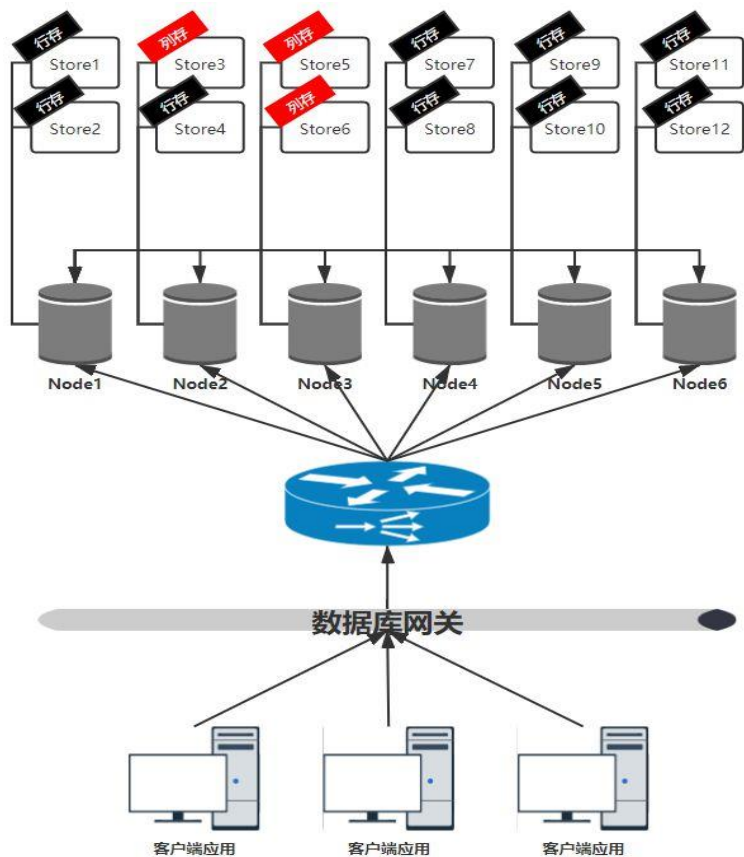 行存 列存 列存 行存 行存 行存
Store1 Store3 Store5 Store7 Store9 Store11
行存 行存 列存 行存 行存 行存
Store2 Store4 Store6 Store8 Store10 Store12
Node1 Node2 Node3 Node4 Node5 Node6
数据库网关
客户端应用 客户端应用 客户端应用